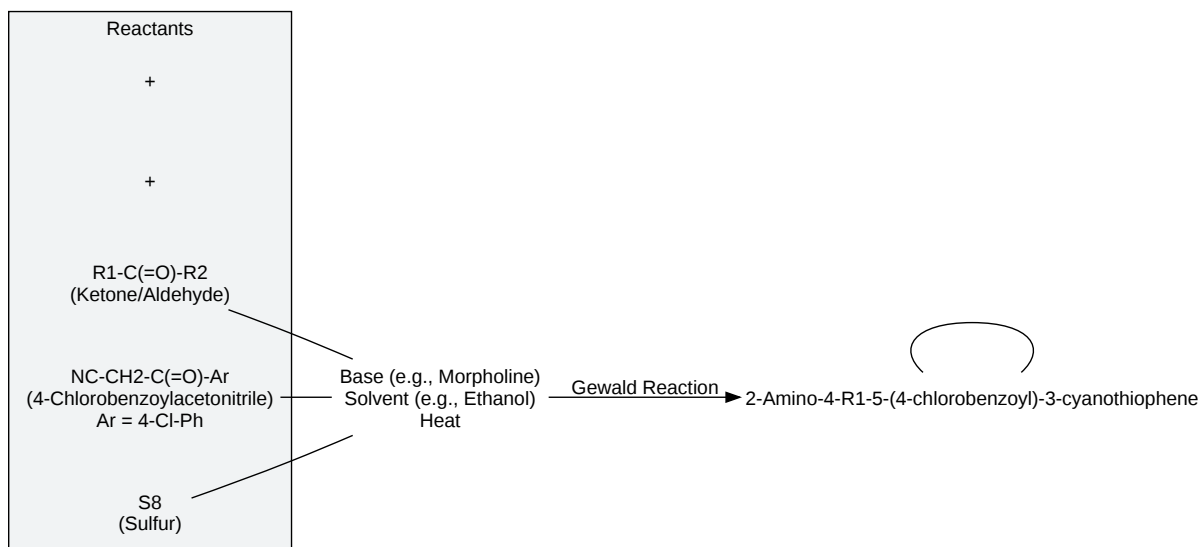 Reactants
+
+
R1-C(=O)-R2
(Ketone/Aldehyde)
NC-CH2-C(=O)-Ar
(4-Chlorobenzoylacetonitrile)
Ar = 4-Cl-Ph
S8
(Sulfur)
Base (e.g., Morpholine)
Solvent (e.g., Ethanol)
Heat
Gewald Reaction
2-Amino-4-R1-5-(4-chlorobenzoyl)-3-cyanothiophene